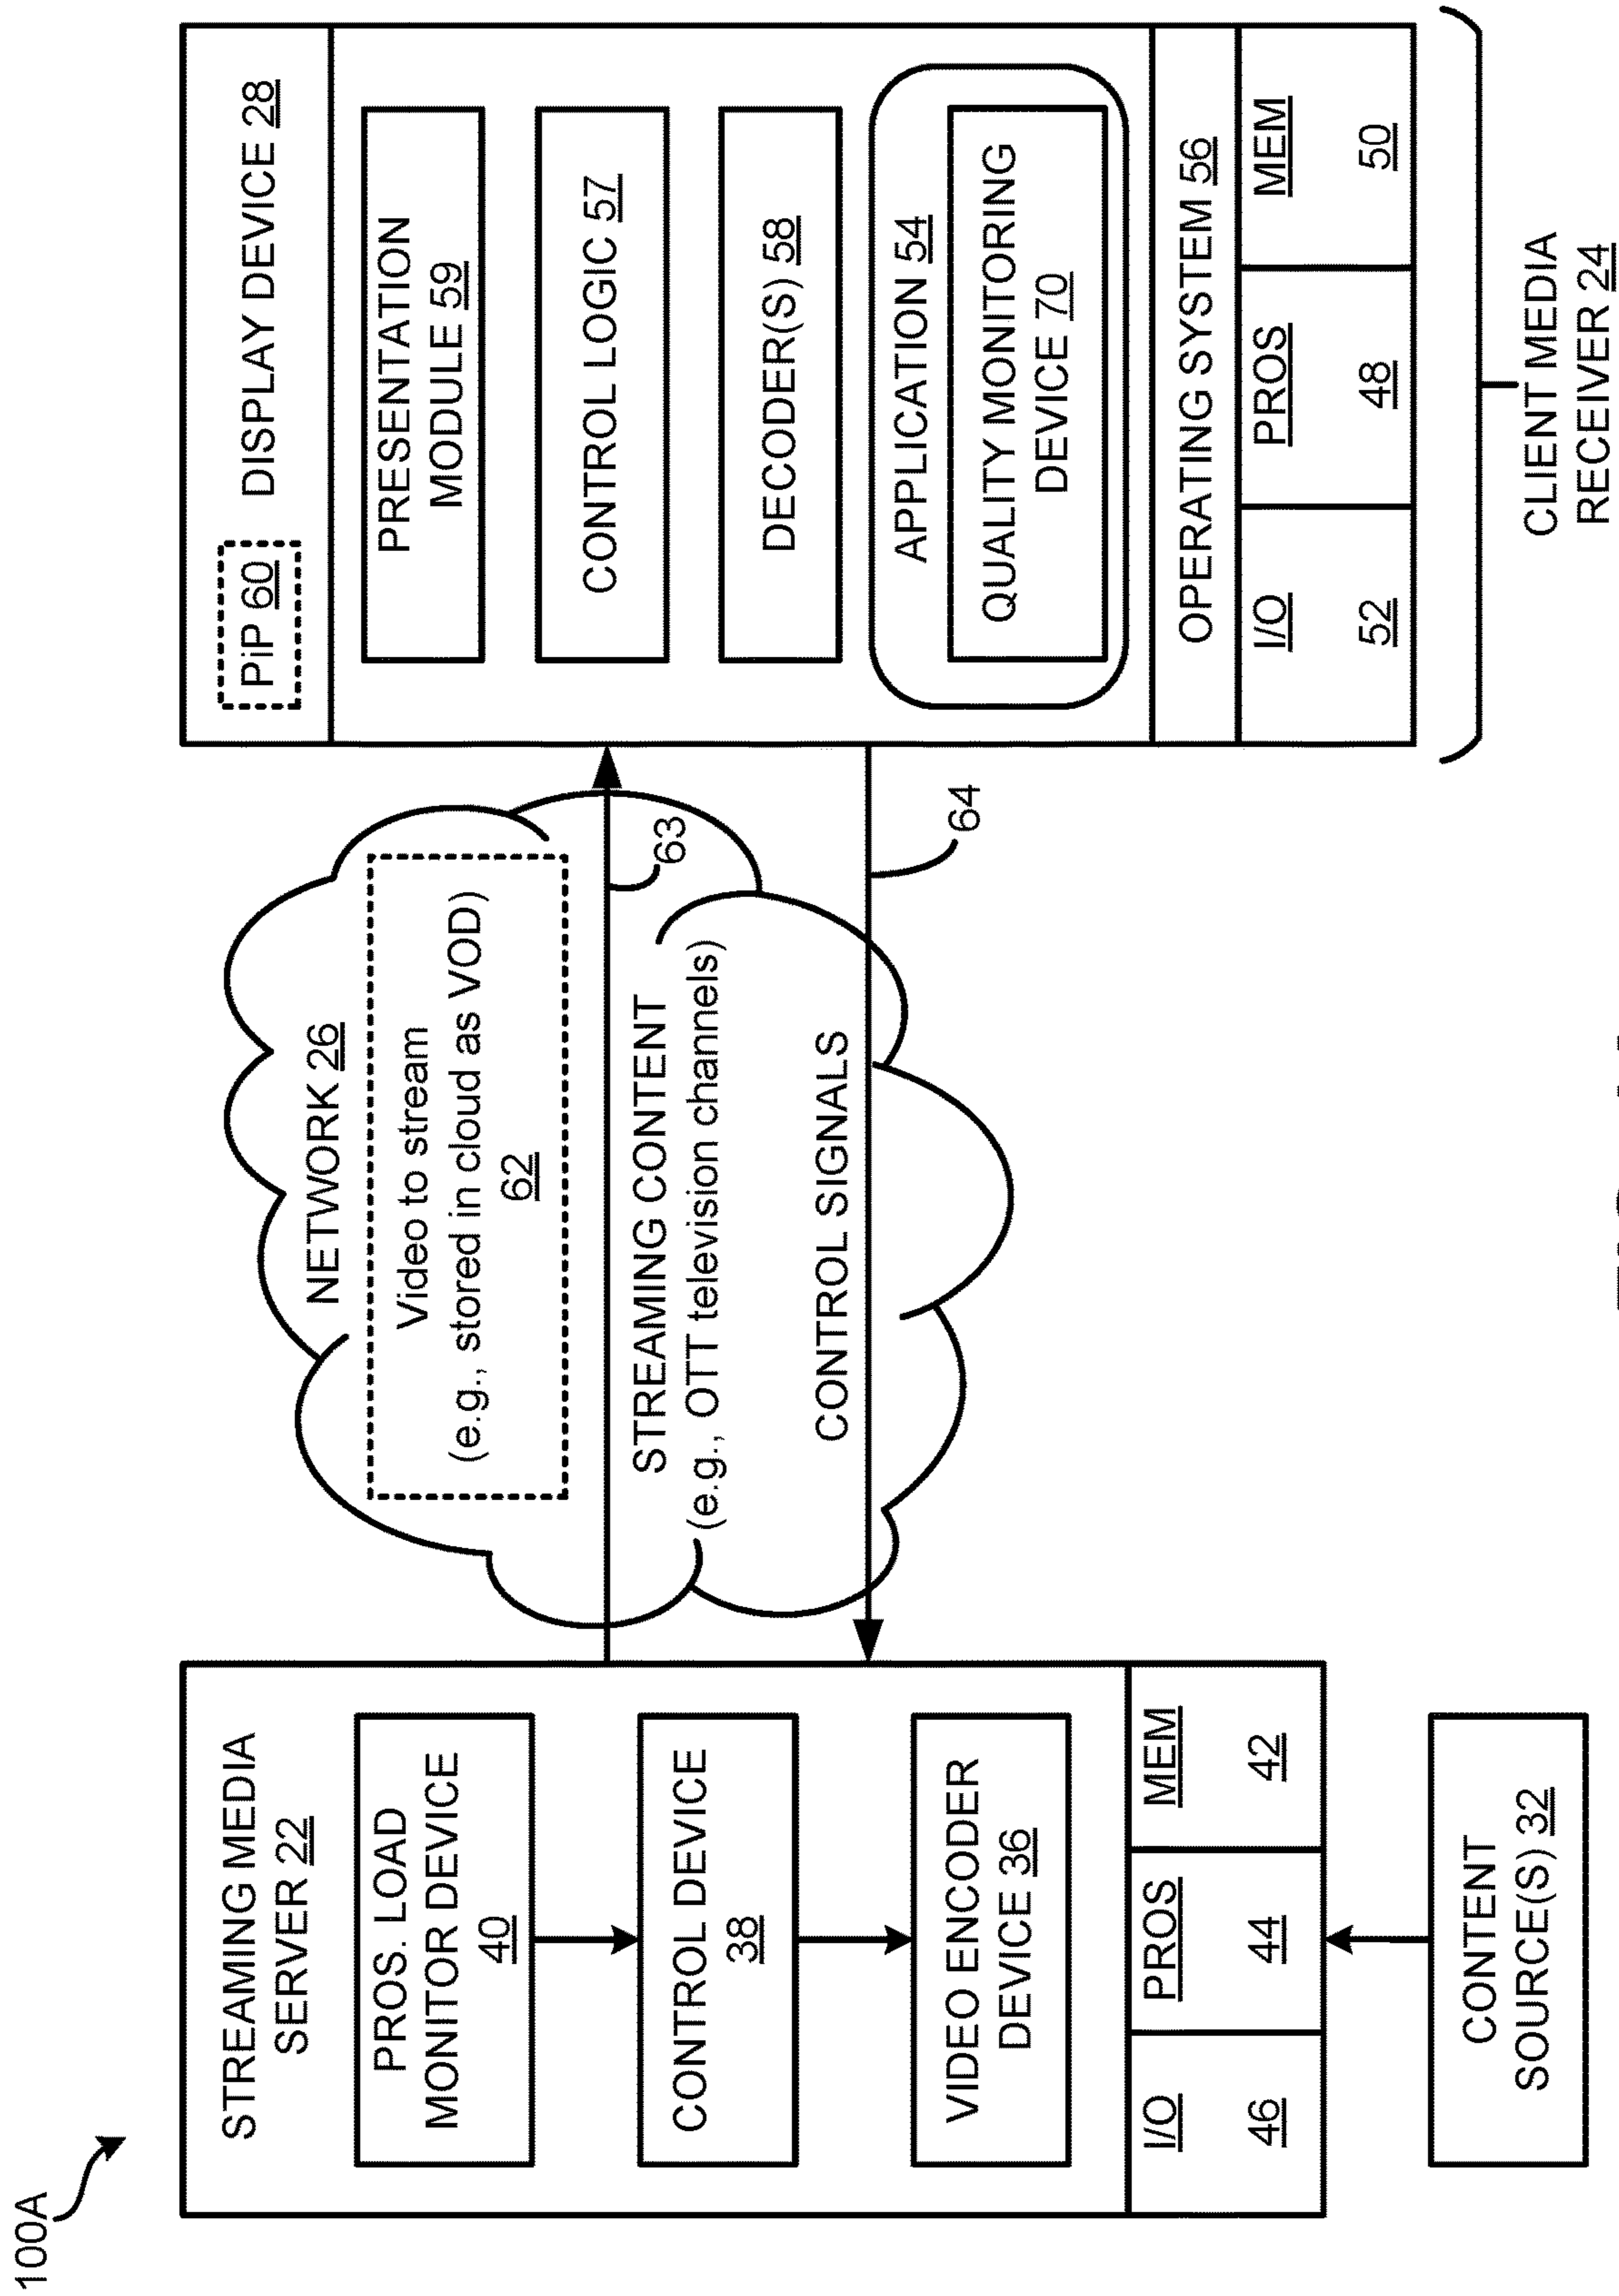 100A
STREAMING MEDIA
SERVER 22
PROS. LOAD
MONITOR DEVICE
40
CONTROL DEVICE
38
VIDEO ENCODER
DEVICE 36
I/O
46
PROS
44
MEM
42
CONTENT
SOURCE(S) 32
NETWORK 26
Video to stream
(e.g., stored in cloud as VOD)
62
63
STREAMING CONTENT
(e.g., OTT television channels)
CONTROL SIGNALS
64
PiP 60
DISPLAY DEVICE 28
PRESENTATION
MODULE 59
CONTROL LOGIC 57
DECODER(S) 58
APPLICATION 54
QUALITY MONITORING
DEVICE 70
OPERATING SYSTEM 56
I/O
52
PROS
48
MEM
50
CLIENT MEDIA
RECEIVER 24